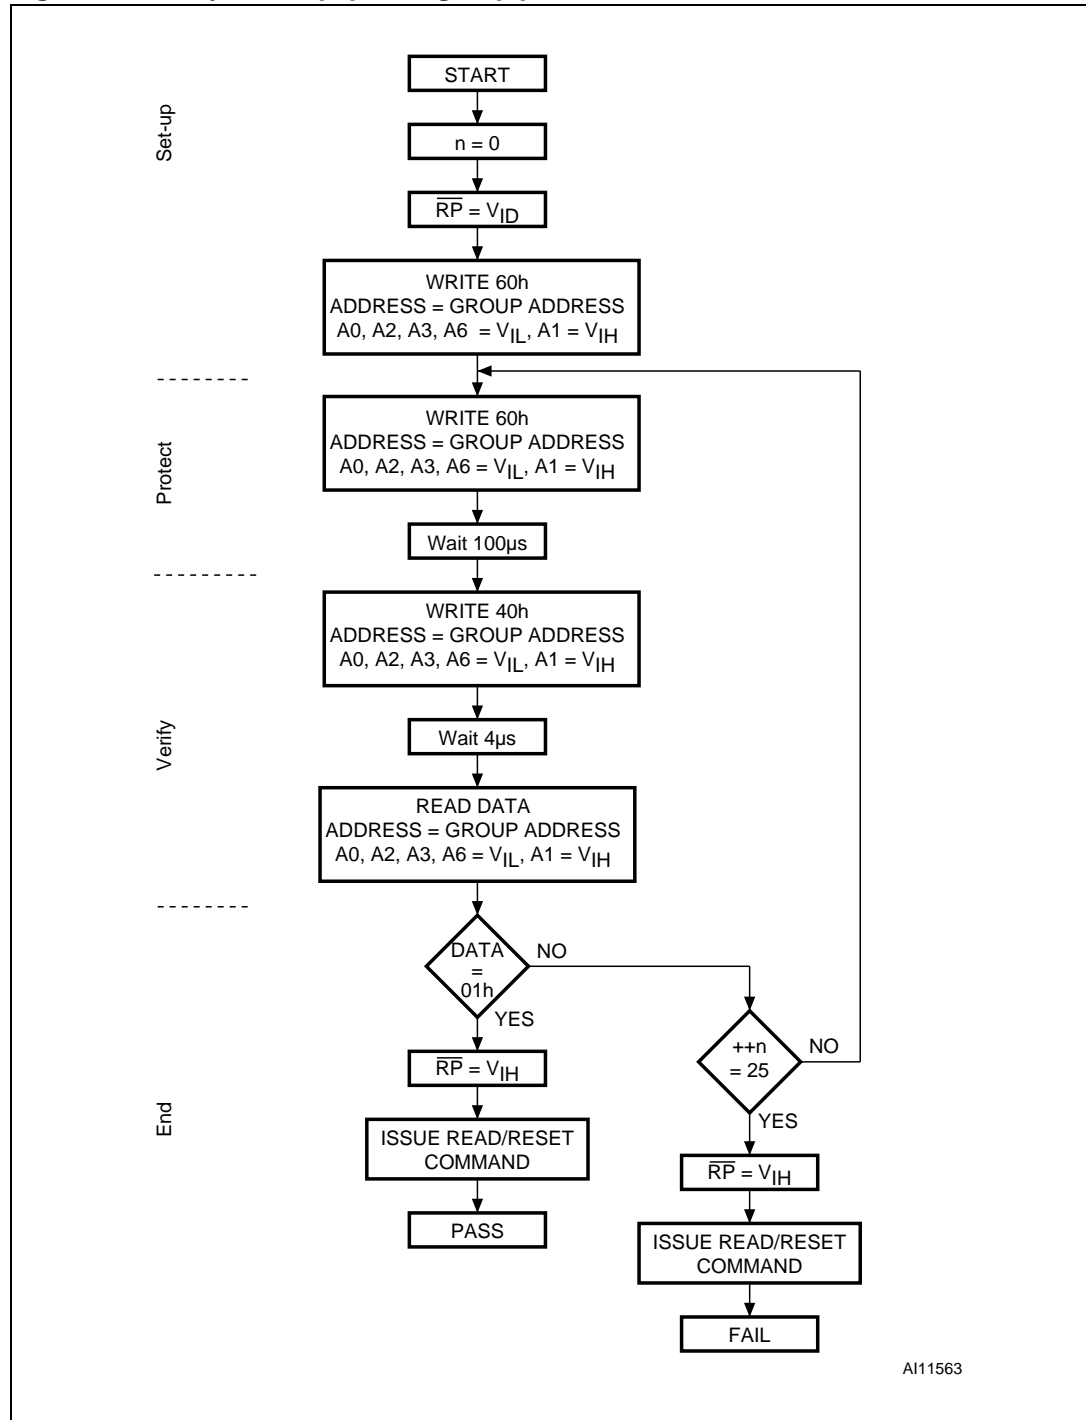 Set-up
START
n = 0
RP = VID
WRITE 60h
ADDRESS = GROUP ADDRESS
A0, A2, A3, A6 = VIL, A1 = VIH
Protect
WRITE 60h
ADDRESS = GROUP ADDRESS
A0, A2, A3, A6 = VIL, A1 = VIH
Wait 100µs
Verify
WRITE 40h
ADDRESS = GROUP ADDRESS
A0, A2, A3, A6 = VIL, A1 = VIH
Wait 4µs
READ DATA
ADDRESS = GROUP ADDRESS
A0, A2, A3, A6 = VIL, A1 = VIH
End
DATA
=
01h
NO
YES
++n
= 25
NO
YES
RP = VIH
ISSUE READ/RESET
COMMAND
PASS
RP = VIH
ISSUE READ/RESET
COMMAND
FAIL
AI11563